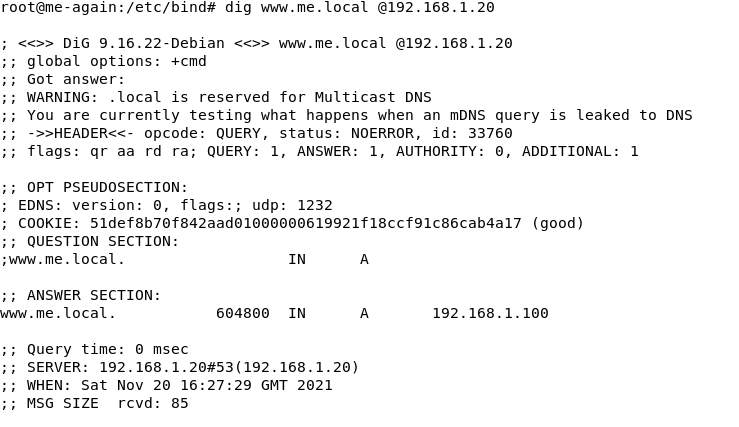 root@me-again:/etc/bind# dig www.me.local @192.168.1.20
; <<>> DiG 9.16.22-Debian <<>> www.me.local @192.168.1.20
;; global options: +cmd
;; Got answer:
;; WARNING: .local is reserved for Multicast DNS
;; You are currently testing what happens when an mDNS query is leaked to DNS
;; ->>HEADER<<- opcode: QUERY, status: NOERROR, id: 33760
;; flags: qr aa rd ra; QUERY: 1, ANSWER: 1, AUTHORITY: 0, ADDITIONAL: 1
;; OPT PSEUDOSECTION:
; EDNS: version: 0, flags:; udp: 1232
; COOKIE: 51def8b70f842aad01000000619921f18ccf91c86cab4a17 (good)
;; QUESTION SECTION:
;www.me.local. IN A
;; ANSWER SECTION:
www.me.local. 604800 IN A 192.168.1.100
;; Query time: 0 msec
;; SERVER: 192.168.1.20#53(192.168.1.20)
;; WHEN: Sat Nov 20 16:27:29 GMT 2021
;; MSG SIZE rcvd: 85